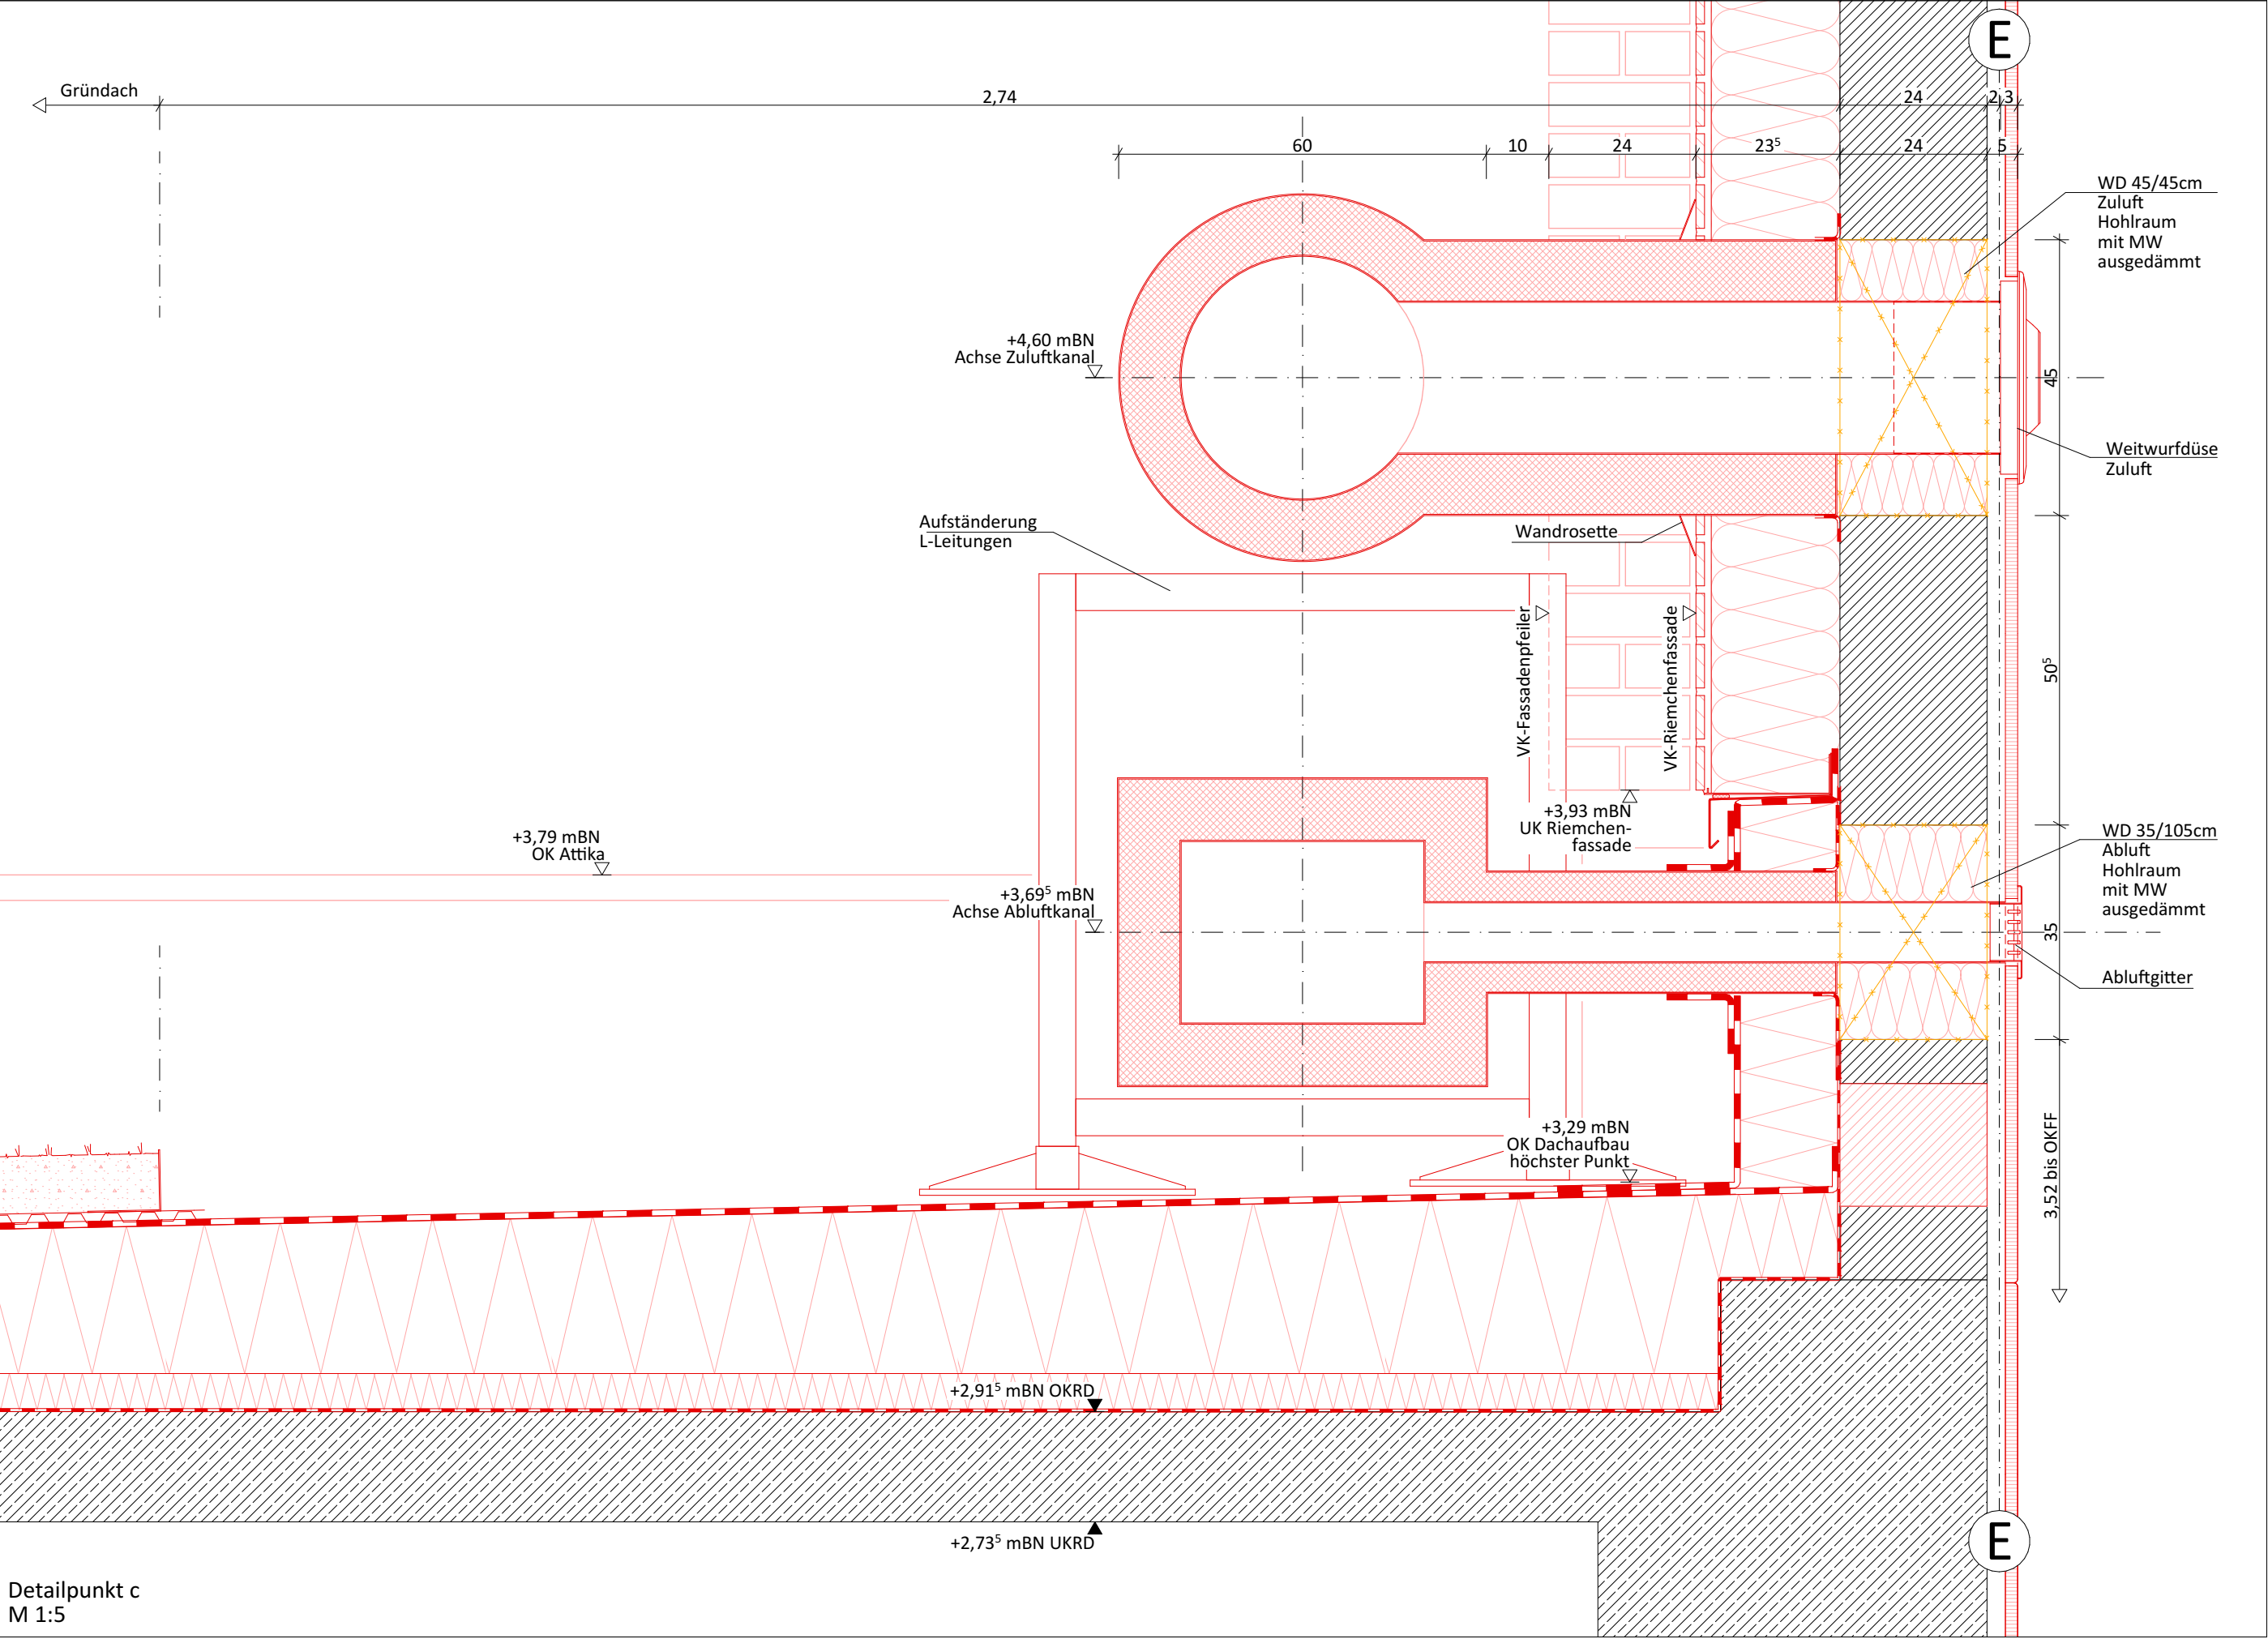 E
Gründach
2,74
24
2
3
60
10
24
23⁵
24
5
WD 45/45cm
Zuluft
Hohlraum
mit MW
ausgedämmt
+4,60 mBN
Achse Zuluftkanal
45
Weitwurfdüse
Zuluft
Aufständerung
L-Leitungen
Wandrosette
VK-Fassadenpfeiler
VK-Riemchenfassade
50⁵
+3,93 mBN
UK Riemchen-
fassade
+3,79 mBN
OK Attika
WD 35/105cm
Abluft
Hohlraum
mit MW
ausgedämmt
+3,69⁵ mBN
Achse Abluftkanal
35
Abluftgitter
+3,29 mBN
OK Dachaufbau
höchster Punkt
3,52 bis OKFF
+2,91⁵ mBN OKRD
+2,73⁵ mBN UKRD
E
Detailpunkt c
M 1:5